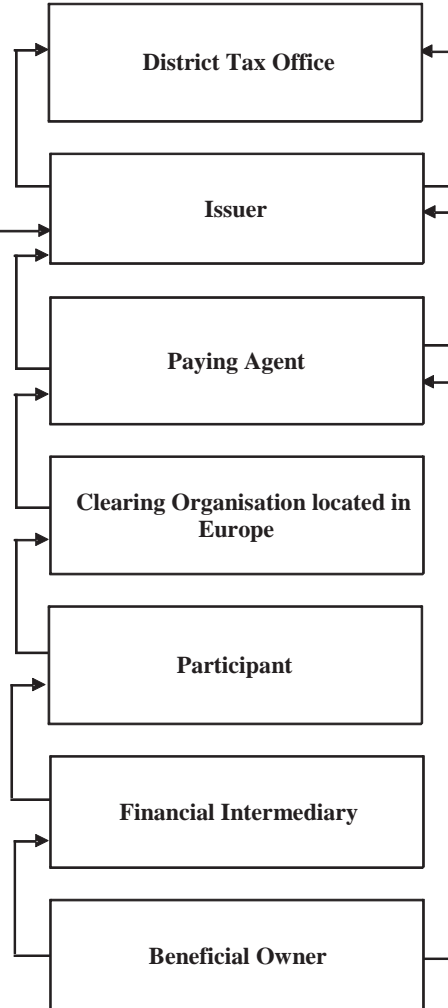 District Tax Office
Issuer
Paying Agent
Clearing Organisation located in
Europe
Participant
Financial Intermediary
Beneficial Owner